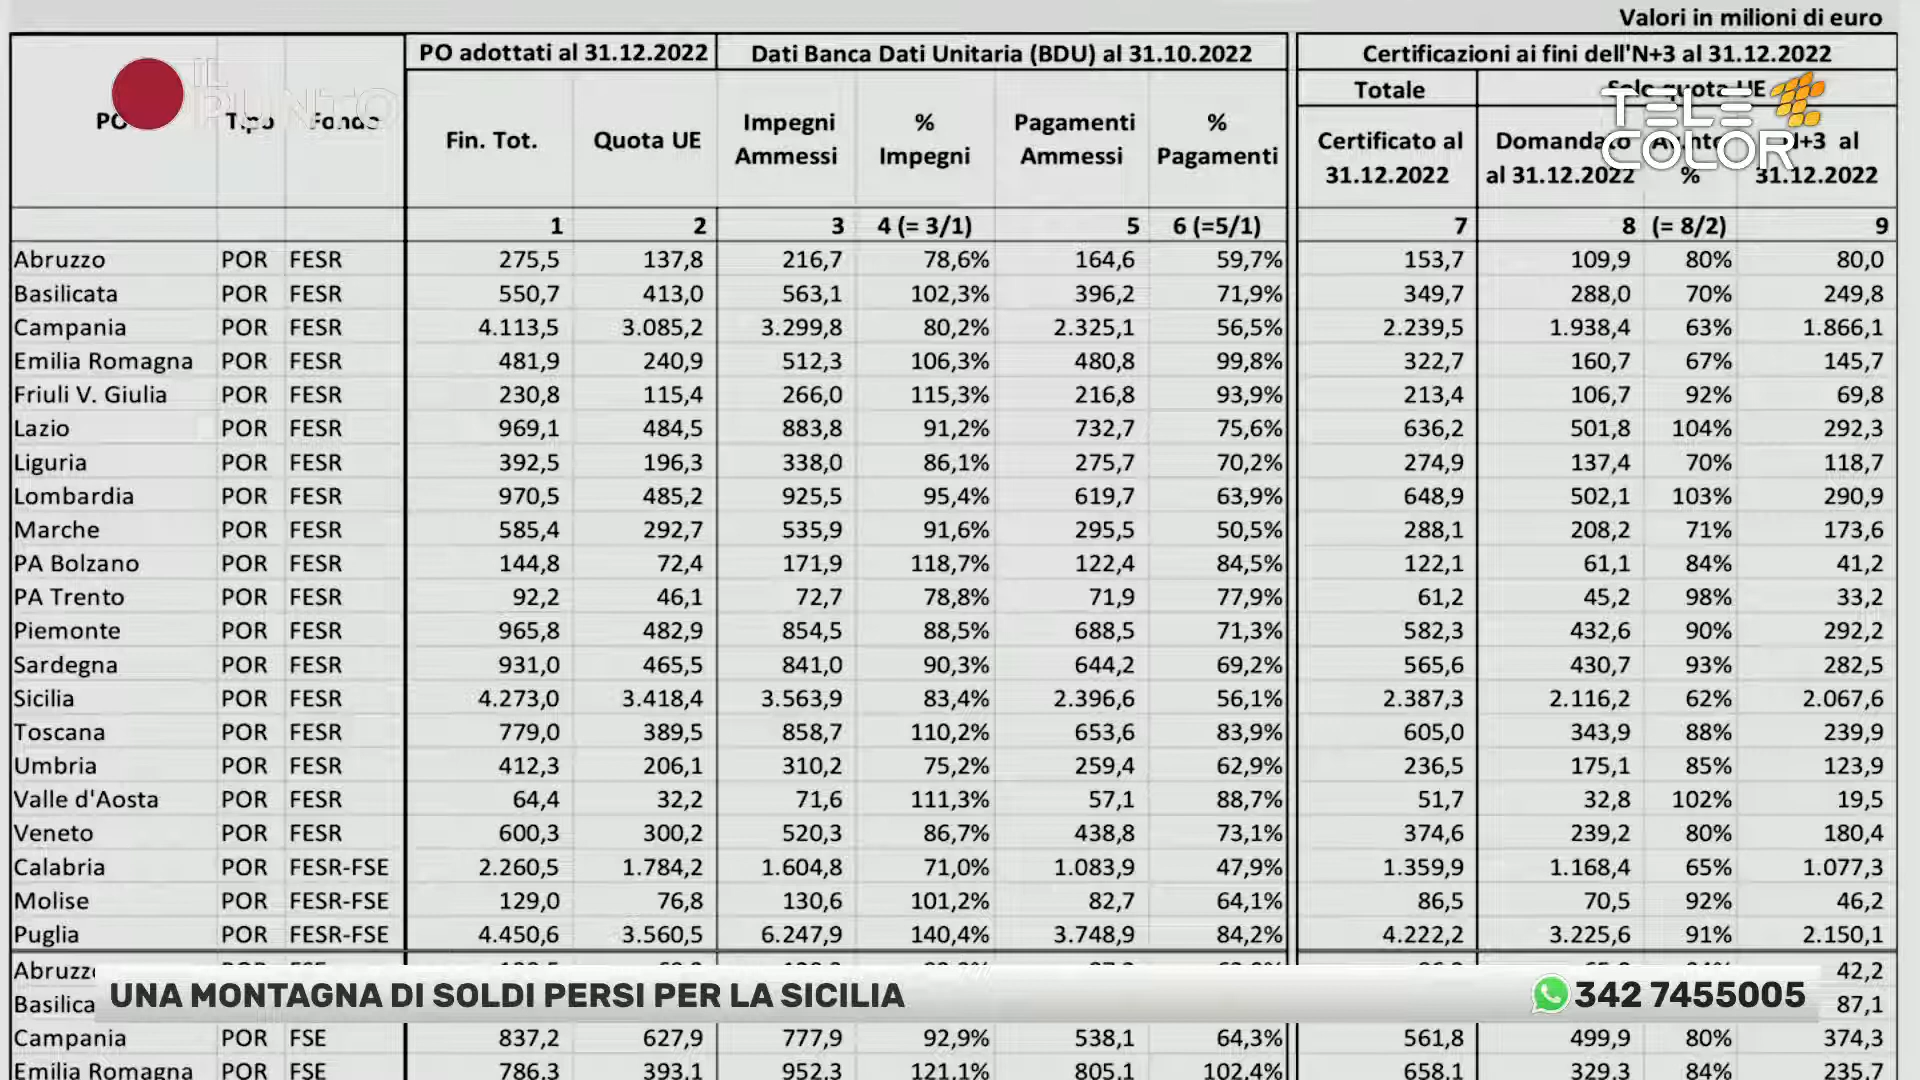 Valori in milioni di euro
PO adottati al 31.12.2022 Dati Banca Dati Unitaria (BDU) al 31.10.2022 Certificazioni ai fini dell'N+3 al 31.12.2022
IL PUNTO
Totale Solo quota UE
TELE COLOR
PO Tipo Fondo Fin. Tot. Quota UE Impegni Ammessi % Impegni Pagamenti Ammessi % Pagamenti Certificato al 31.12.2022 Domandato al 31.12.2022 % N+3 al 31.12.2022
1 2 3 4 (= 3/1) 5 6 (=5/1) 7 8 (= 8/2) 9
Abruzzo POR FESR 275,5 137,8 216,7 78,6% 164,6 59,7% 153,7 109,9 80% 80,0
Basilicata POR FESR 550,7 413,0 563,1 102,3% 396,2 71,9% 349,7 288,0 70% 249,8
Campania POR FESR 4.113,5 3.085,2 3.299,8 80,2% 2.325,1 56,5% 2.239,5 1.938,4 63% 1.866,1
Emilia Romagna POR FESR 481,9 240,9 512,3 106,3% 480,8 99,8% 322,7 160,7 67% 145,7
Friuli V. Giulia POR FESR 230,8 115,4 266,0 115,3% 216,8 93,9% 213,4 106,7 92% 69,8
Lazio POR FESR 969,1 484,5 883,8 91,2% 732,7 75,6% 636,2 501,8 104% 292,3
Liguria POR FESR 392,5 196,3 338,0 86,1% 275,7 70,2% 274,9 137,4 70% 118,7
Lombardia POR FESR 970,5 485,2 925,5 95,4% 619,7 63,9% 648,9 502,1 103% 290,9
Marche POR FESR 585,4 292,7 535,9 91,6% 295,5 50,5% 288,1 208,2 71% 173,6
PA Bolzano POR FESR 144,8 72,4 171,9 118,7% 122,4 84,5% 122,1 61,1 84% 41,2
PA Trento POR FESR 92,2 46,1 72,7 78,8% 71,9 77,9% 61,2 45,2 98% 33,2
Piemonte POR FESR 965,8 482,9 854,5 88,5% 688,5 71,3% 582,3 432,6 90% 292,2
Sardegna POR FESR 931,0 465,5 841,0 90,3% 644,2 69,2% 565,6 430,7 93% 282,5
Sicilia POR FESR 4.273,0 3.418,4 3.563,9 83,4% 2.396,6 56,1% 2.387,3 2.116,2 62% 2.067,6
Toscana POR FESR 779,0 389,5 858,7 110,2% 653,6 83,9% 605,0 343,9 88% 239,9
Umbria POR FESR 412,3 206,1 310,2 75,2% 259,4 62,9% 236,5 175,1 85% 123,9
Valle d'Aosta POR FESR 64,4 32,2 71,6 111,3% 57,1 88,7% 51,7 32,8 102% 19,5
Veneto POR FESR 600,3 300,2 520,3 86,7% 438,8 73,1% 374,6 239,2 80% 180,4
Calabria POR FESR-FSE 2.260,5 1.784,2 1.604,8 71,0% 1.083,9 47,9% 1.359,9 1.168,4 65% 1.077,3
Molise POR FESR-FSE 129,0 76,8 130,6 101,2% 82,7 64,1% 86,5 70,5 92% 46,2
Puglia POR FESR-FSE 4.450,6 3.560,5 6.247,9 140,4% 3.748,9 84,2% 4.222,2 3.225,6 91% 2.150,1
Abruzz 42,2
Basilica 87,1
UNA MONTAGNA DI SOLDI PERSI PER LA SICILIA 342 7455005
Campania POR FSE 837,2 627,9 777,9 92,9% 538,1 64,3% 561,8 499,9 80% 374,3
Emilia Romagna POR FSE 786,3 393,1 952,3 121,1% 805,1 102,4% 658,1 329,3 84% 235,7